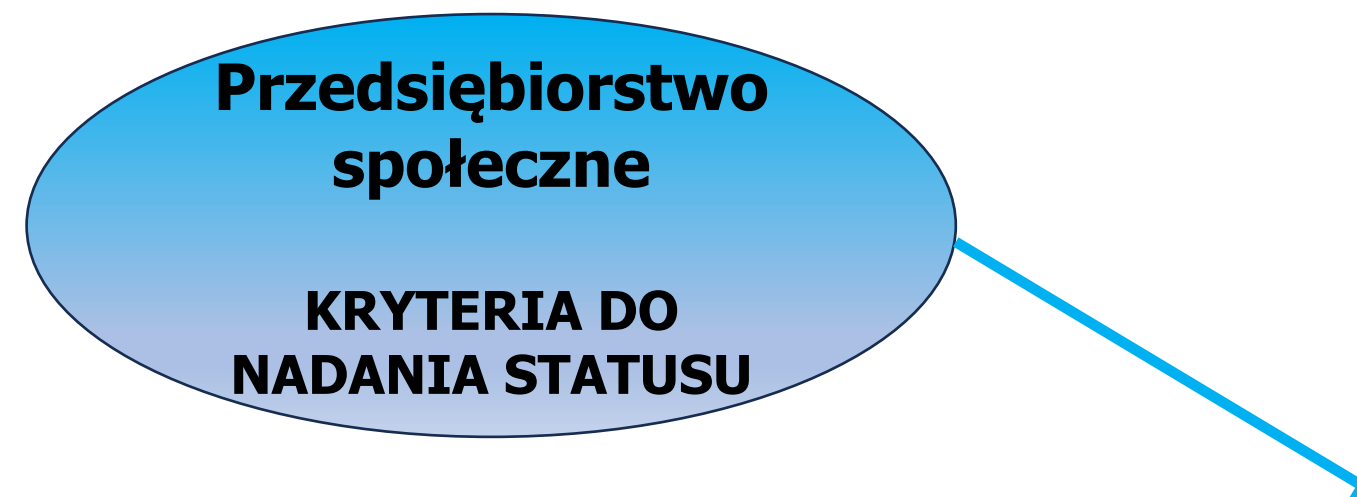 Przedsiębiorstwo
społeczne
KRYTERIA DO
NADANIA STATUSU